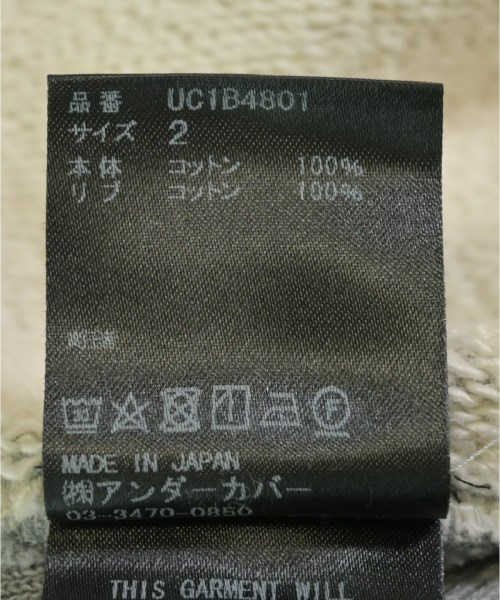 品番 UC1B4801
サイズ 2
本体 コットン 100%
リブ コットン 100%
MADE IN JAPAN
㈱アンダーカバー
03-3470-0850
THIS GARMENT WILL